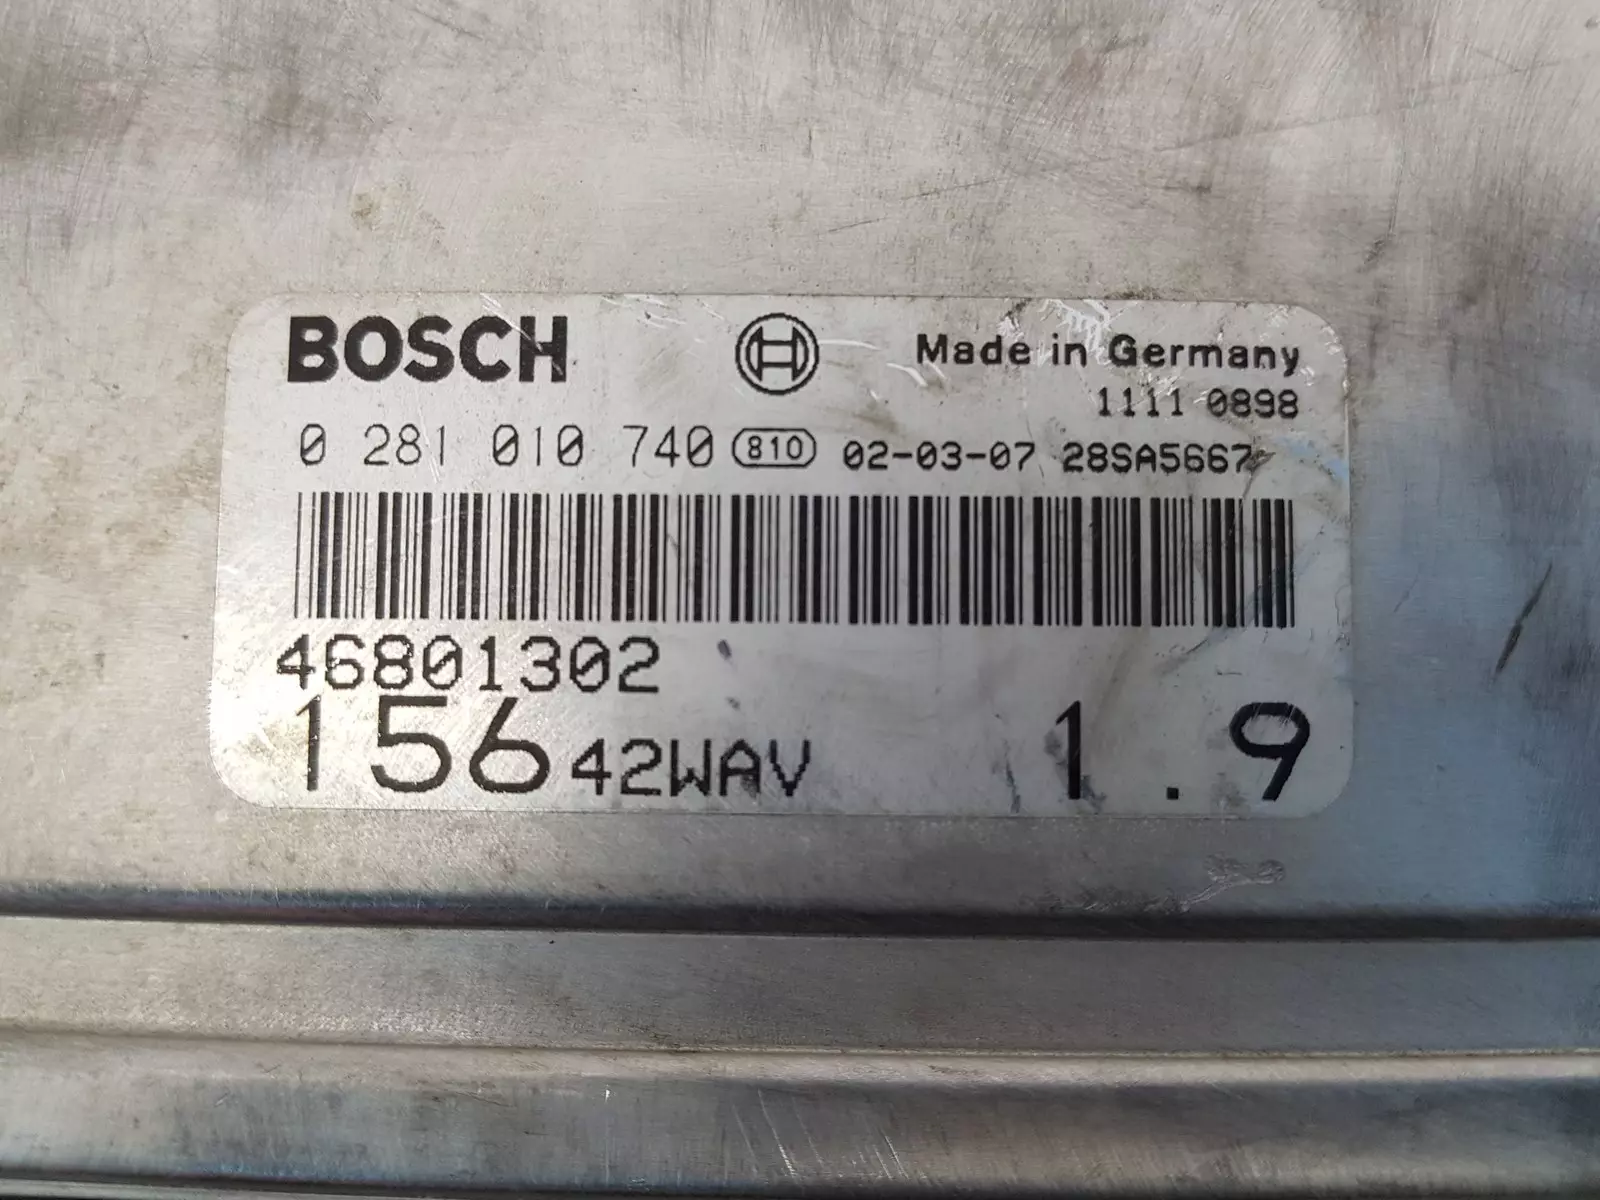 BOSCH Made in Germany
1111 0898
0 281 010 740 810 02-03-07 28SA5667
46801302
156 42WAV 1.9